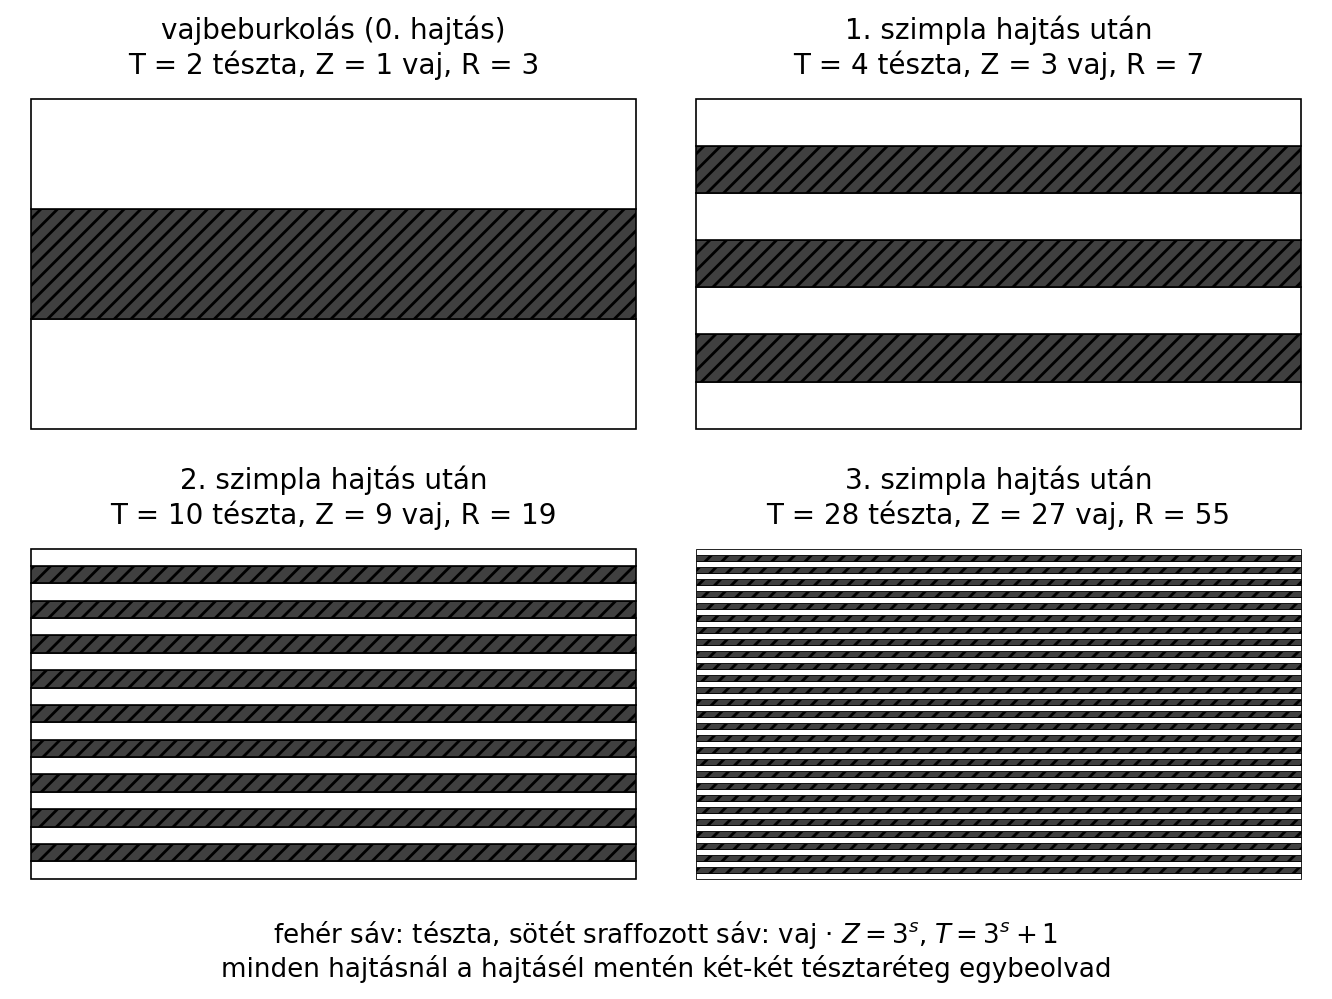 vajbeburkolás (0. hajtás)
T = 2 tészta, Z = 1 vaj, R = 3
1. szimpla hajtás után
T = 4 tészta, Z = 3 vaj, R = 7
2. szimpla hajtás után
T = 10 tészta, Z = 9 vaj, R = 19
3. szimpla hajtás után
T = 28 tészta, Z = 27 vaj, R = 55
fehér sáv: tészta, sötét sraffozott sáv: vaj · Z = 3ˢ, T = 3ˢ + 1
minden hajtásnál a hajtásél mentén két-két tésztaréteg egybeolvad